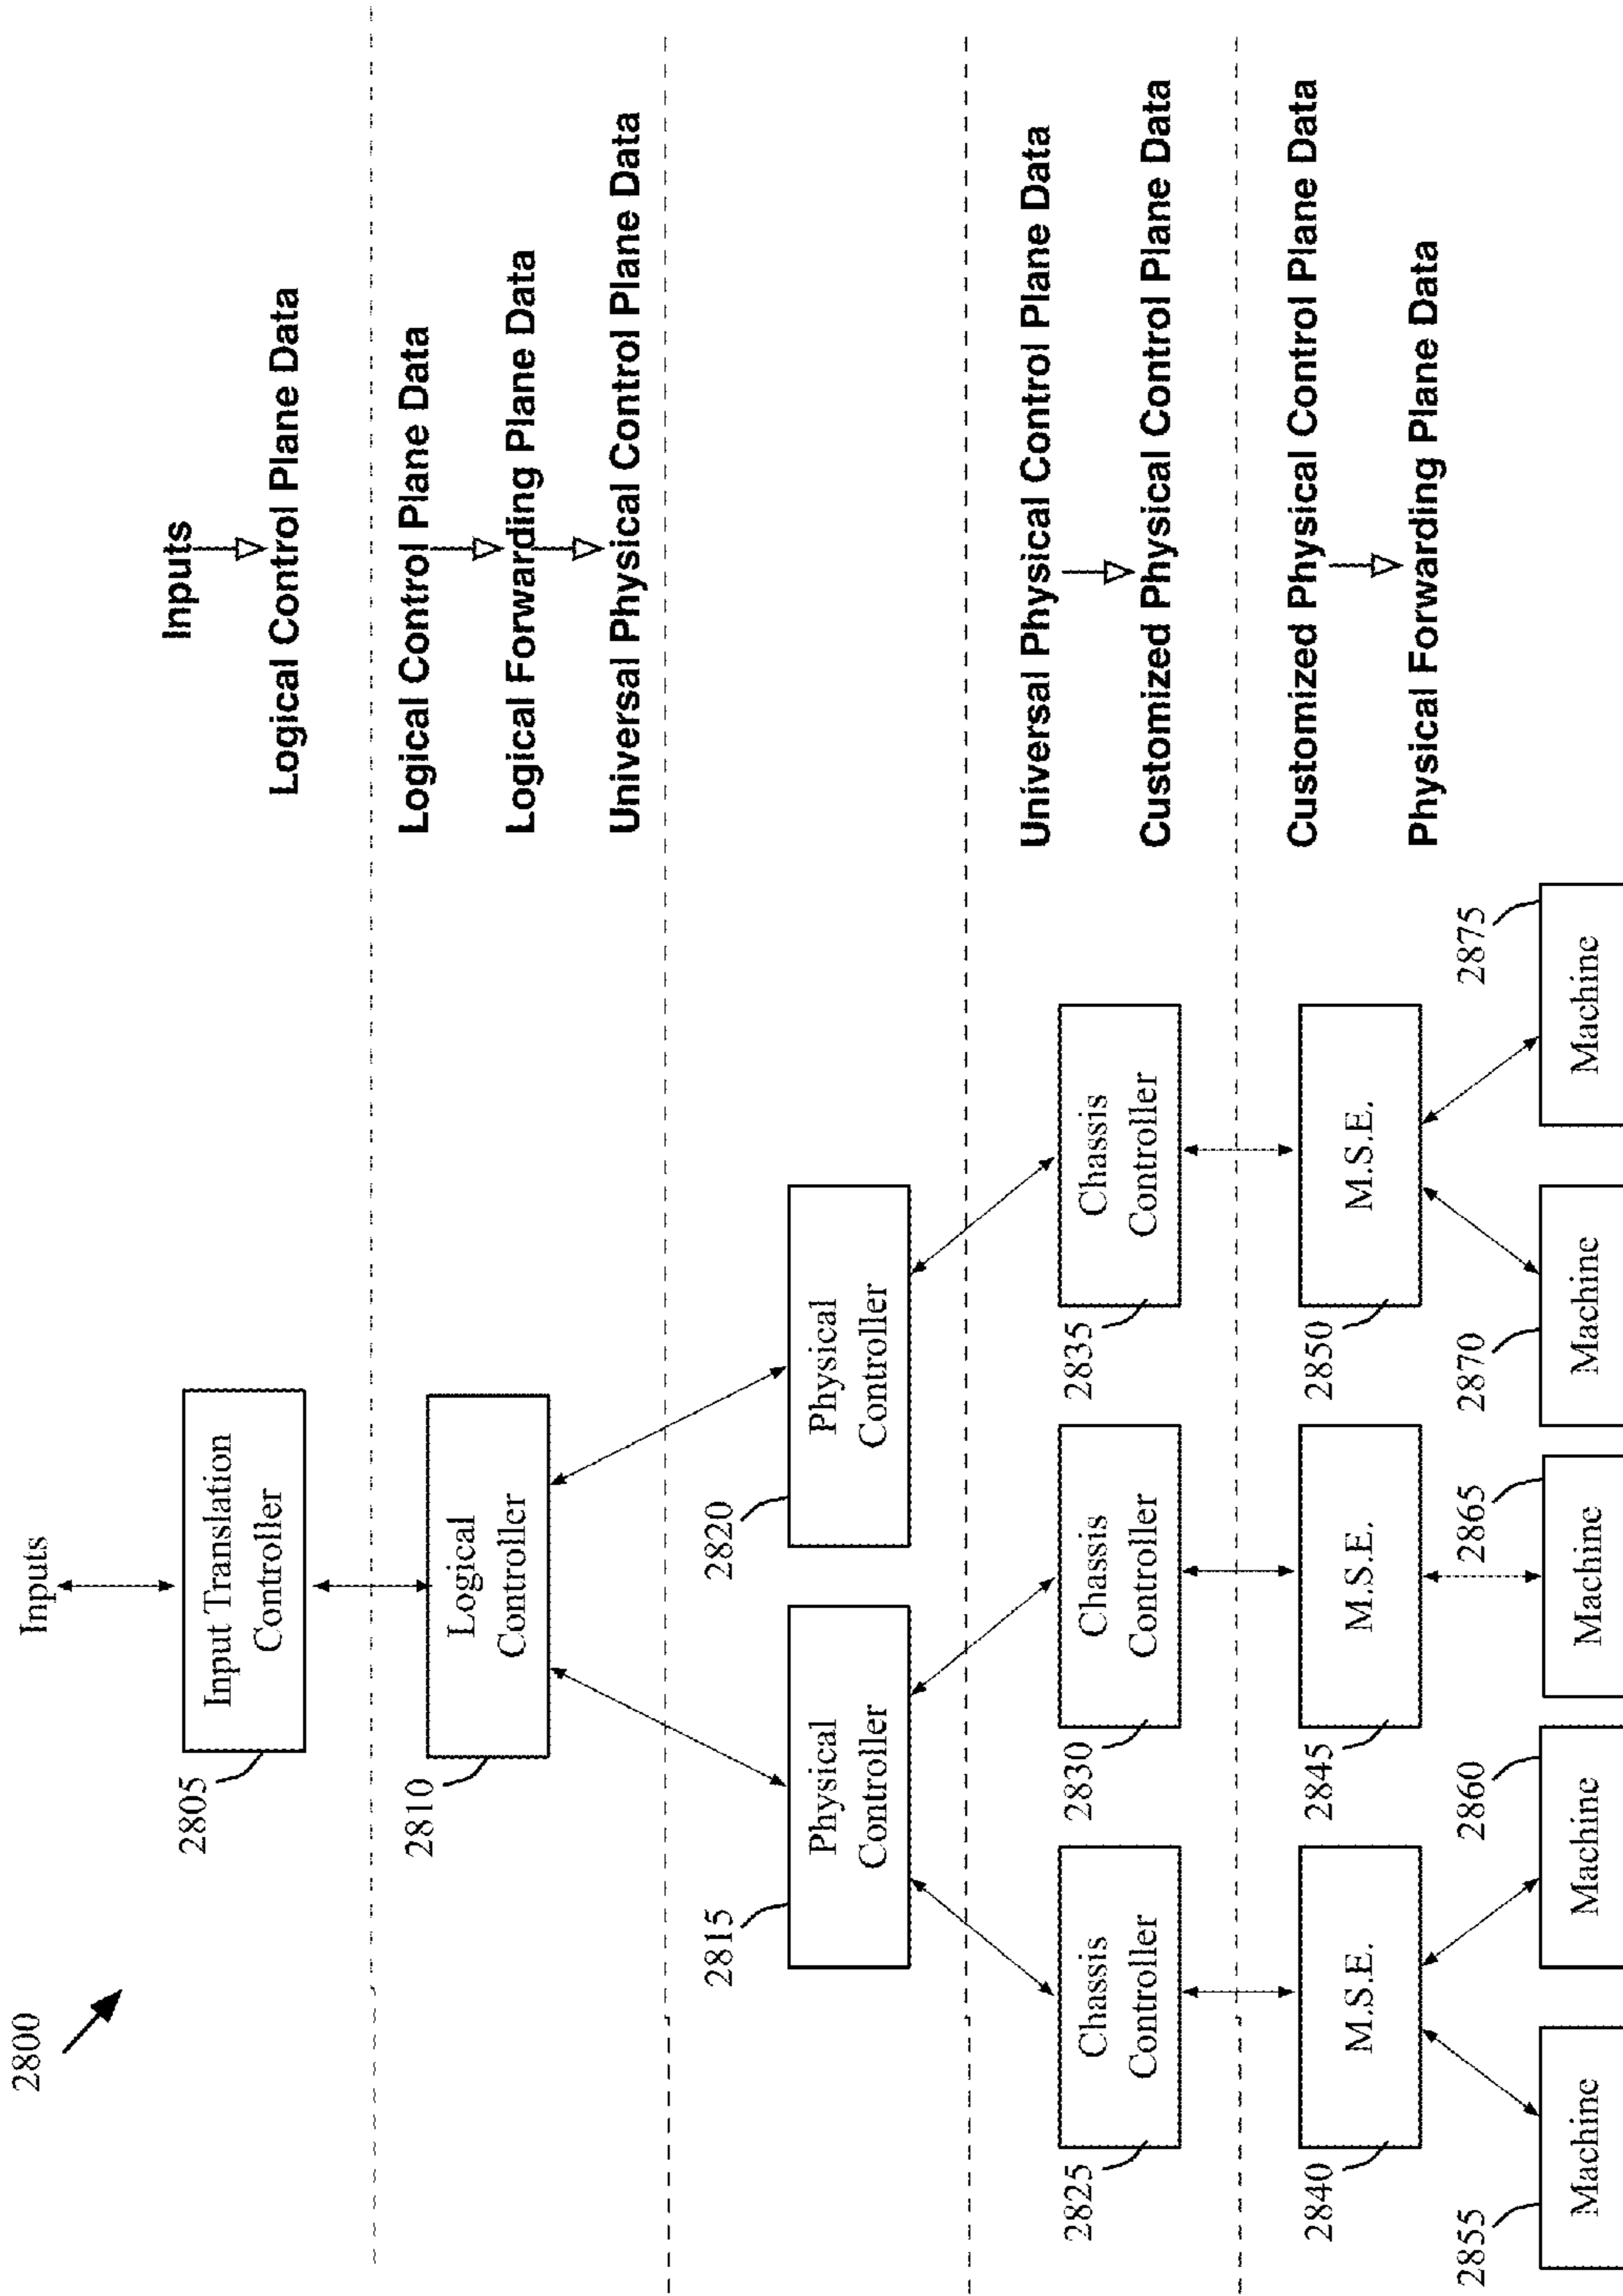 2800
Inputs
Inputs
2805
Input Translation
Controller
Logical Control Plane Data
2810
Logical
Controller
Logical Control Plane Data
Logical Forwarding Plane Data
Universal Physical Control Plane Data
2815
Physical
Controller
2820
Physical
Controller
2825
Chassis
Controller
2830
Chassis
Controller
2835
Chassis
Controller
Universal Physical Control Plane Data
Customized Physical Control Plane Data
2840
M.S.E.
2845
M.S.E.
2850
M.S.E.
Customized Physical Control Plane Data
Physical Forwarding Plane Data
2855
Machine
2860
Machine
2865
Machine
2870
Machine
2875
Machine